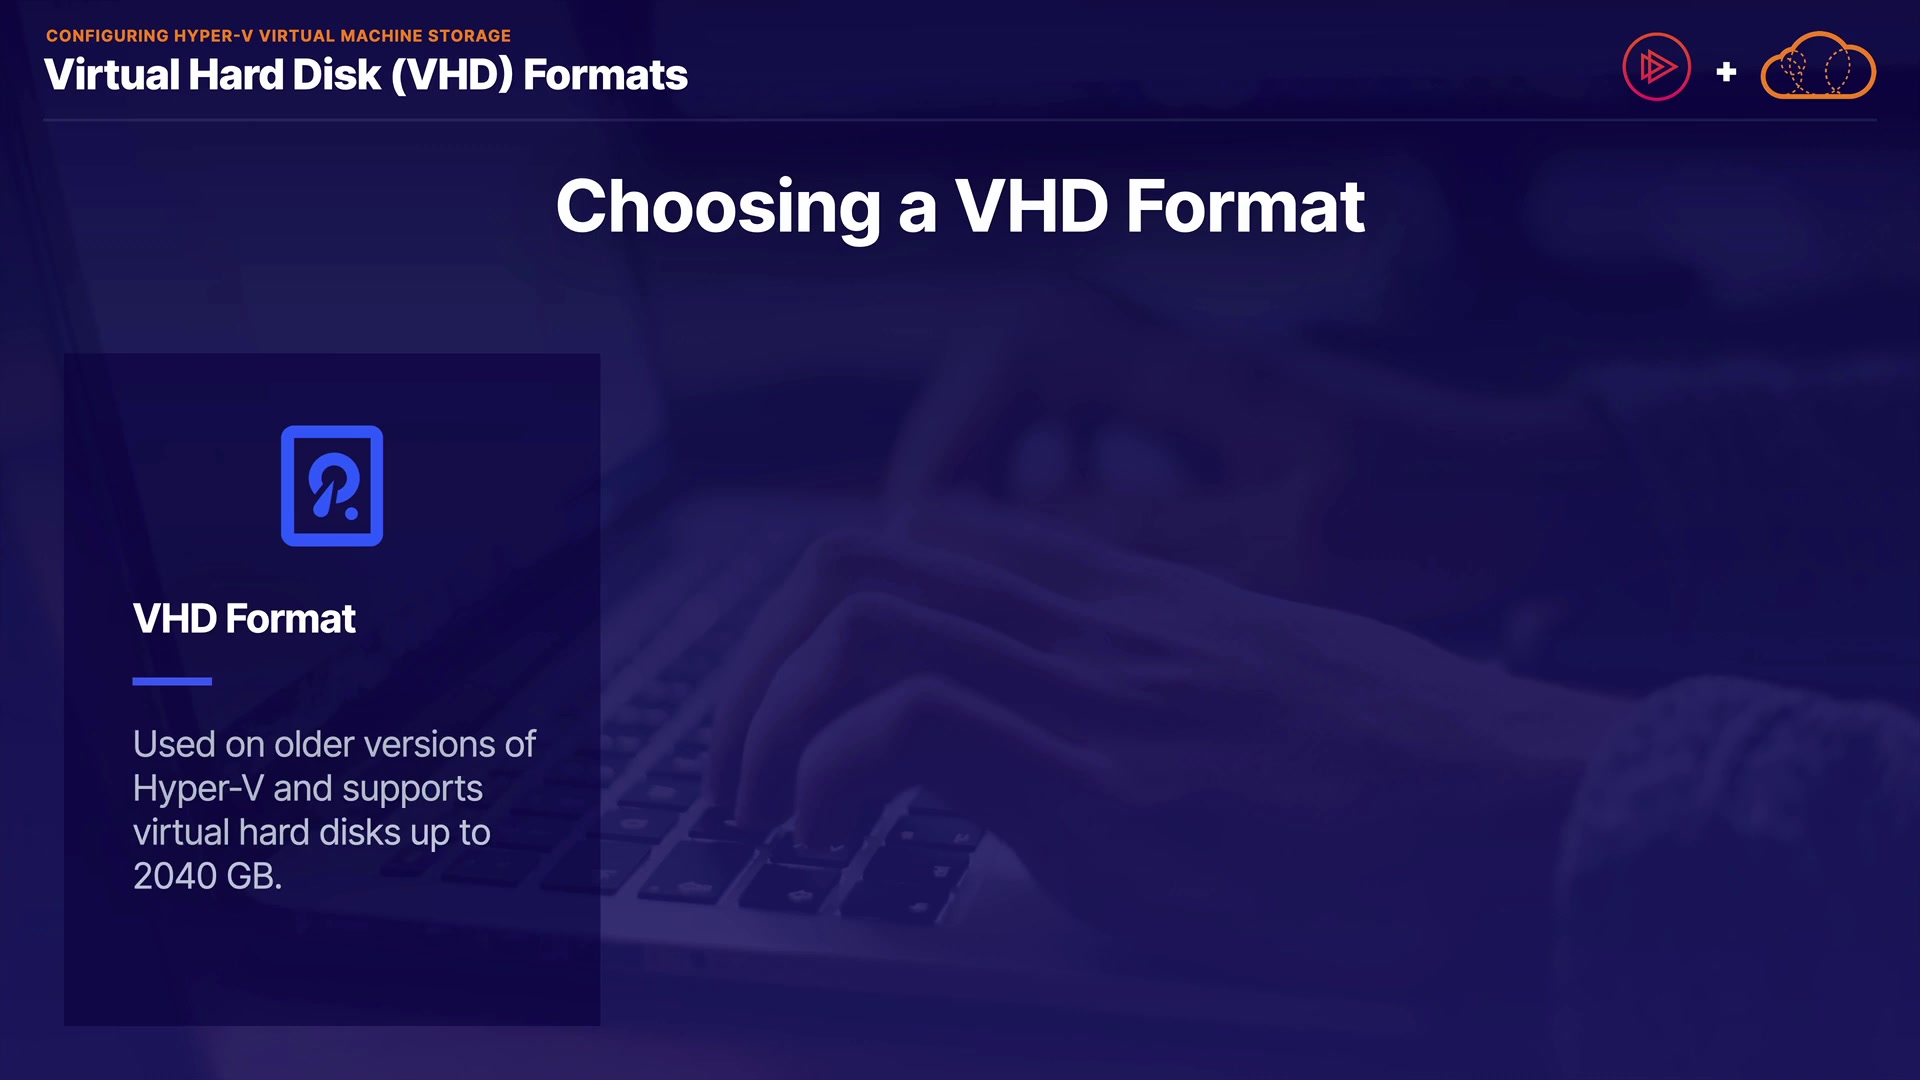 CONFIGURING HYPER-V VIRTUAL MACHINE STORAGE
Virtual Hard Disk (VHD) Formats
+
Choosing a VHD Format
VHD Format
Used on older versions of
Hyper-V and supports
virtual hard disks up to
2040 GB.